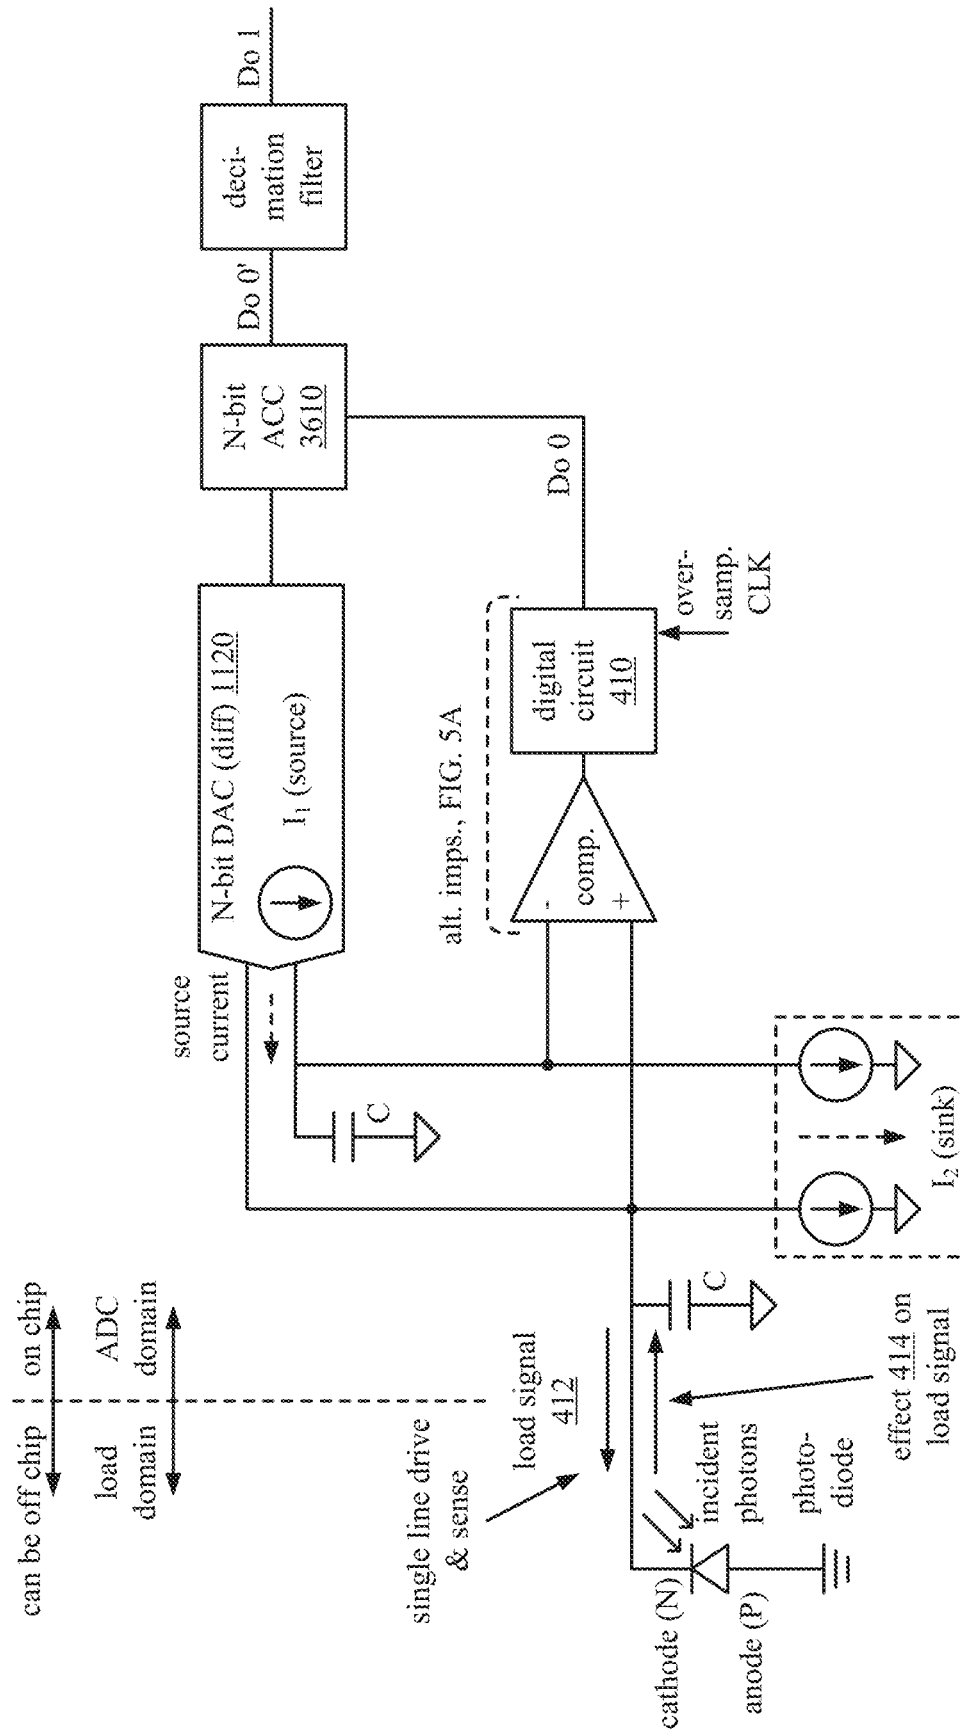 can be off chip
on chip
load
domain
ADC
domain
source
current
N-bit DAC (diff) 1120
I₁ (source)
N-bit
ACC
3610
Do 0'
deci-
mation
filter
Do 1
C
alt. imps., FIG. 5A
single line drive
& sense
load signal
412
-
+
comp.
digital
circuit
410
Do 0
over-
samp.
CLK
cathode (N)
anode (P)
incident
photons
photo-
diode
C
effect 414 on
load signal
I₂ (sink)